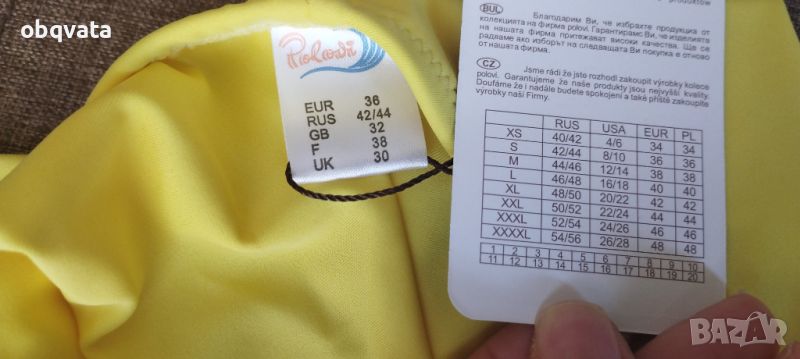 obqvata
Polovi
EUR 36
RUS 42/44
GB 32
F 38
UK 30
продуктов
BUL
Благодарим Ви, че избрахте продукция от
колекцията на фирма polovi. Гарантираме Ви, че изделията
на нашата фирма притежават високи качества. Ще се
радваме ако изборът на следващата Ви покупка е отново
от нашата фирма.
CZ
Jsme rádi že jste rozhodl zakoupit výrobky kolece
polovi. Garantujeme že naše produkty jsou nejvyšší kvality.
Doufáme že i nadále budete spokojení a také příště zakoupíte
výrobky naší Firmy.
RUS USA EUR PL
XS 40/42 4/6 34 34
S 42/44 8/10 36 36
M 44/46 12/14 38 38
L 46/48 16/18 40 40
XL 48/50 20/22 42 42
XXL 50/52 22/24 44 44
XXXL 52/54 24/26 46 46
XXXXL 54/56 26/28 48 48
1 2 3 4 5 6 7 8 9 10
11 12 13 14 15 16 17 18 19 20
BAZAR